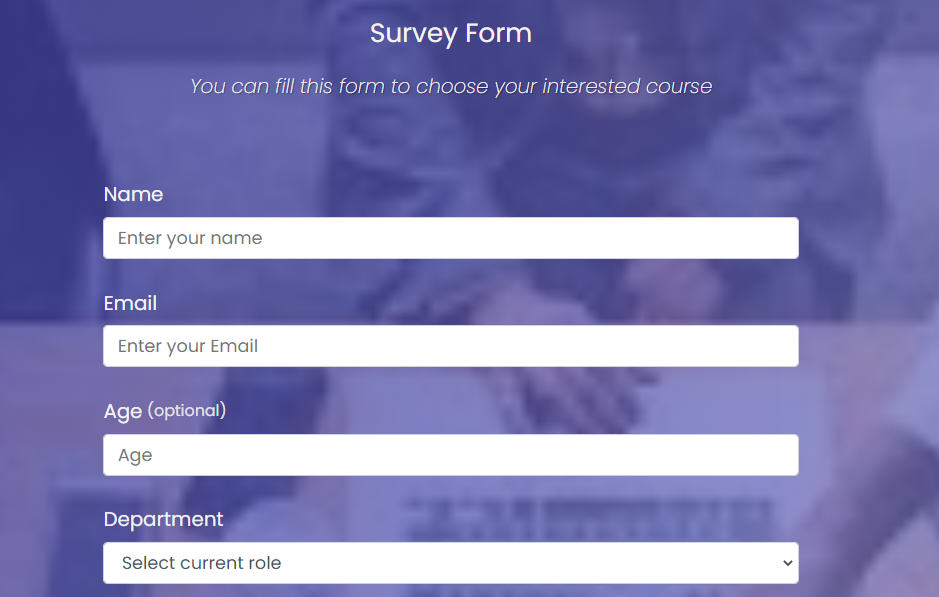 Survey Form
You can fill this form to choose your interested course
Name
Enter your name
Email
Enter your Email
Age (optional)
Age
Department
Select current role